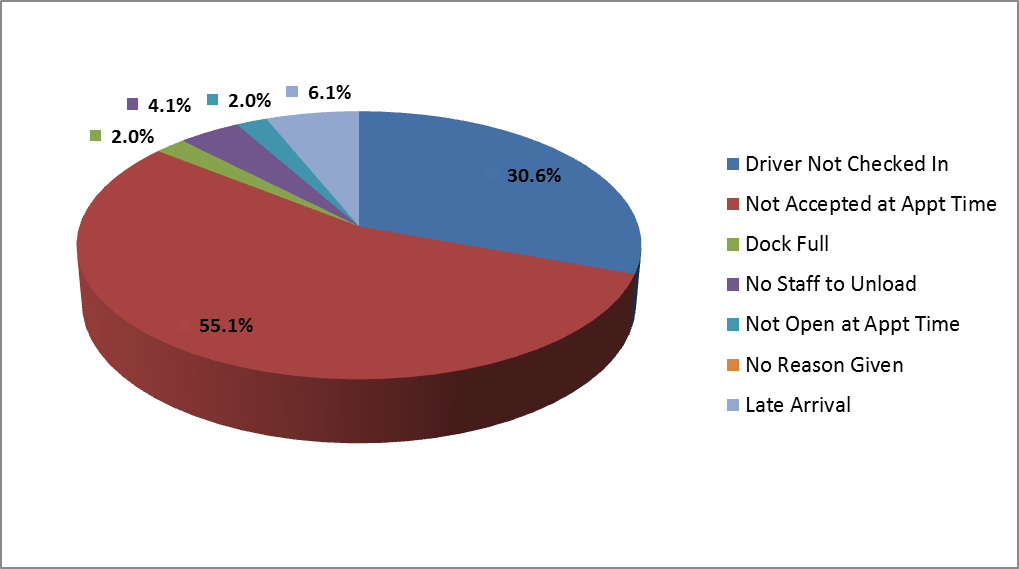 6.1%
2.0%
4.1%
2.0%
30.6%
55.1%
Driver Not Checked In
Not Accepted at Appt Time
Dock Full
No Staff to Unload
Not Open at Appt Time
No Reason Given
Late Arrival